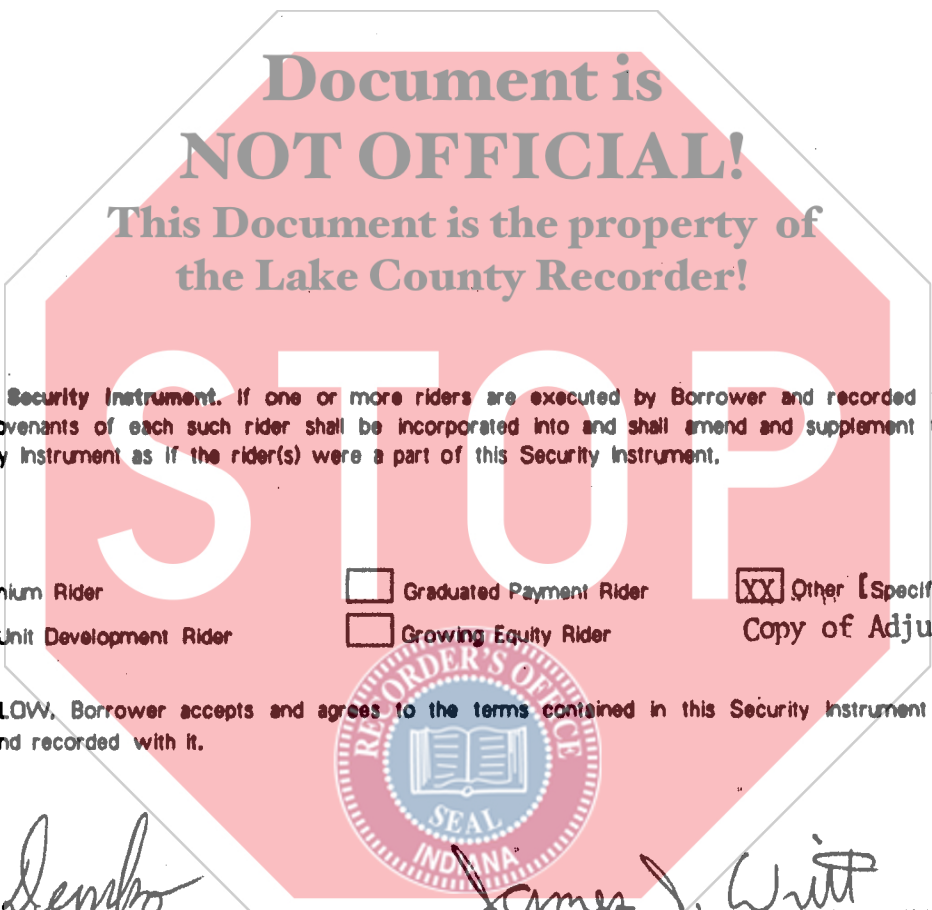 Document is
NOT OFFICIAL!
This Document is the property of
the Lake County Recorder!
STOP
Security Instrument. If one or more riders are executed by Borrower and recorded
venants of each such rider shall be incorporated into and shall amend and supplement
y Instrument as if the rider(s) were a part of this Security Instrument.
nium Rider Graduated Payment Rider XX Other [Specif
Unit Development Rider Growing Equity Rider Copy of Adju
LOW, Borrower accepts and agrees to the terms contained in this Security Instrument
nd recorded with it.
RECORDER'S OFFICE
SEAL
INDIANA
James J. Witt